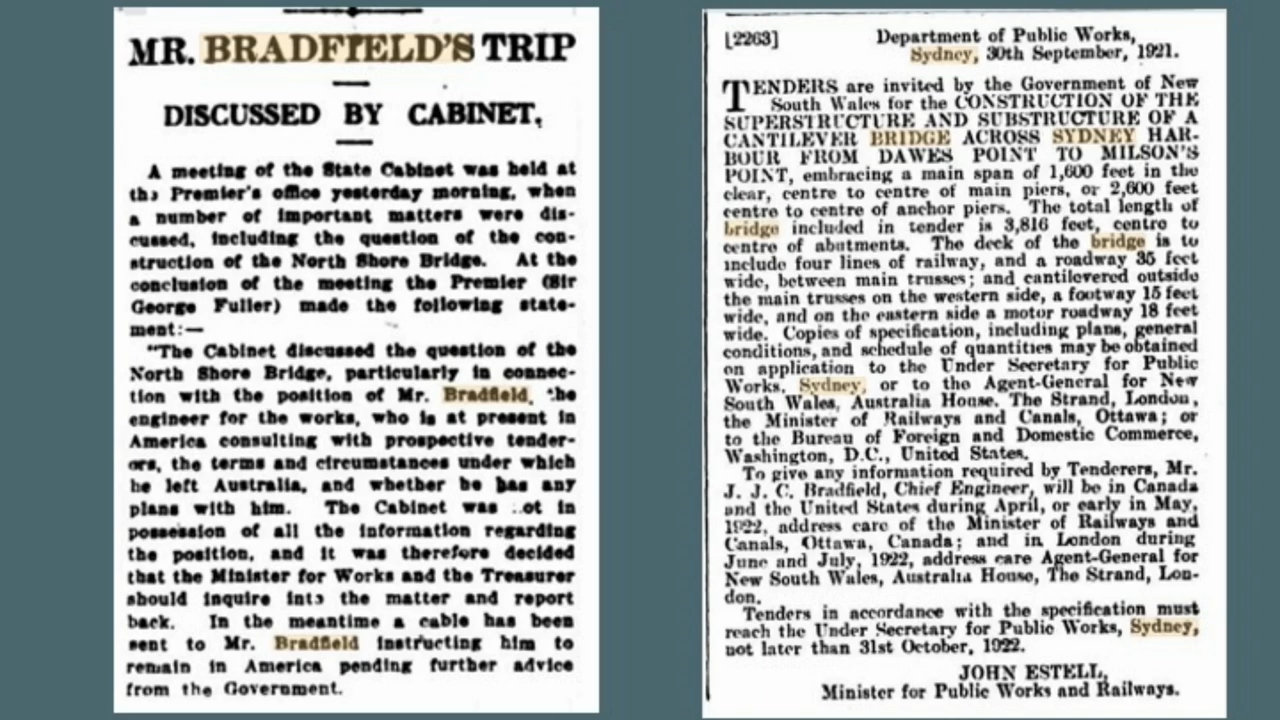 MR. BRADFIELD'S TRIP
DISCUSSED BY CABINET.
A meeting of the State Cabinet was held at
the Premier's office yesterday morning, when
a number of important matters were dis-
cussed, including the question of the con-
struction of the North Shore Bridge. At the
conclusion of the meeting the Premier (Sir
George Fuller) made the following state-
ment:—
"The Cabinet discussed the question of the
North Shore Bridge, particularly in connec-
tion with the position of Mr. Bradfield, the
engineer for the works, who is at present in
America consulting with prospective tender-
ers, the terms and circumstances under which
he left Australia, and whether he has any
plans with him. The Cabinet was not in
possession of all the information regarding
the position, and it was therefore decided
that the Minister for Works and the Treasurer
should inquire into the matter and report
back. In the meantime a cable has been
sent to Mr. Bradfield instructing him to
remain in America pending further advice
from the Government.
[2263] Department of Public Works,
Sydney, 30th September, 1921.
TENDERS are invited by the Government of New
South Wales for the CONSTRUCTION OF THE
SUPERSTRUCTURE AND SUBSTRUCTURE OF A
CANTILEVER BRIDGE ACROSS SYDNEY HAR-
BOUR FROM DAWES POINT TO MILSON'S
POINT, embracing a main span of 1,600 feet in the
clear, centre to centre of main piers, or 2,600 feet
centre to centre of anchor piers. The total length of
bridge included in tender is 3,816 feet, centre to
centre of abutments. The deck of the bridge is to
include four lines of railway, and a roadway 35 feet
wide, between main trusses; and cantilevered outside
the main trusses on the western side, a footway 15 feet
wide, and on the eastern side a motor roadway 18 feet
wide. Copies of specification, including plans, general
conditions, and schedule of quantities may be obtained
on application to the Under Secretary for Public
Works, Sydney, or to the Agent-General for New
South Wales, Australia House, The Strand, London,
the Minister of Railways and Canals, Ottawa; or
to the Bureau of Foreign and Domestic Commerce,
Washington, D.C., United States.
To give any information required by Tenderers, Mr.
J. J. C. Bradfield, Chief Engineer, will be in Canada
and the United States during April, or early in May,
1922, address care of the Minister of Railways and
Canals, Ottawa, Canada; and in London during
June and July, 1922, address care Agent-General for
New South Wales, Australia House, The Strand, Lon-
don.
Tenders in accordance with the specification must
reach the Under Secretary for Public Works, Sydney,
not later than 31st October, 1922.
JOHN ESTELL,
Minister for Public Works and Railways.